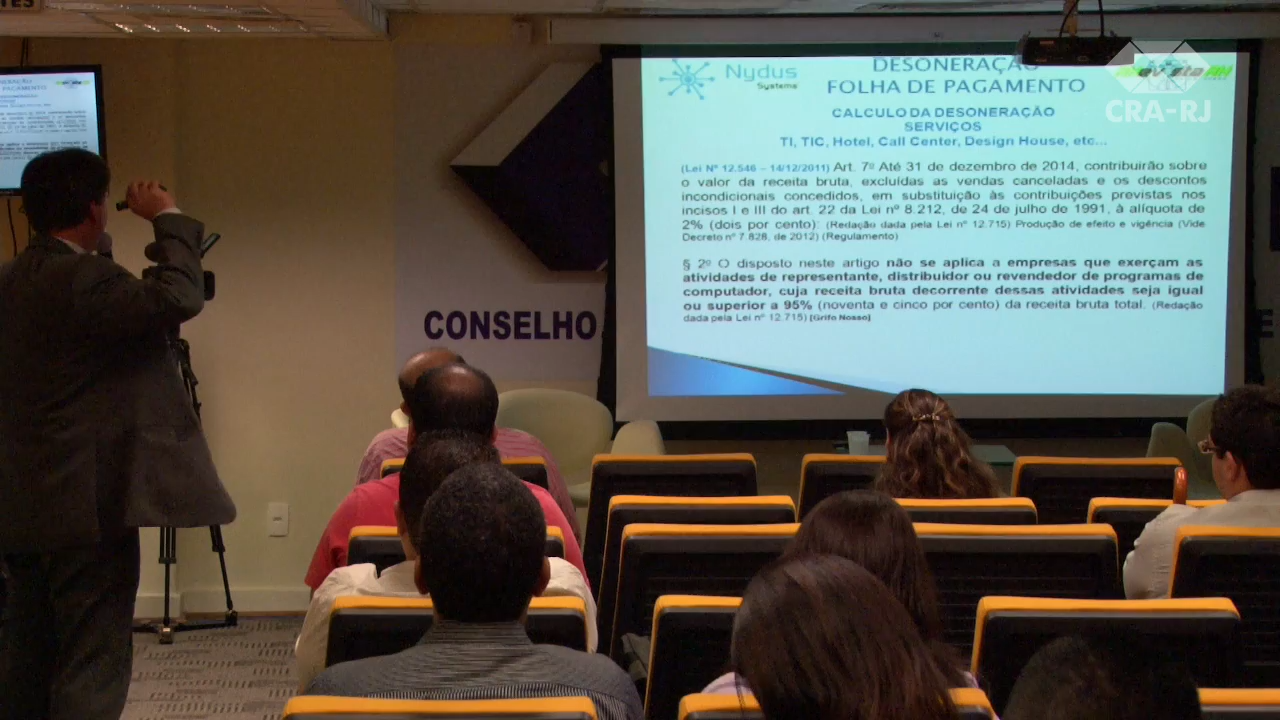 TES
Nydus
Systems
DESONERAÇÃO
FOLHA DE PAGAMENTO
CRA-RJ
CALCULO DA DESONERAÇÃO
SERVIÇOS
TI, TIC, Hotel, Call Center, Design House, etc...
(Lei Nº 12.546 – 14/12/2011) Art. 7º Até 31 de dezembro de 2014, contribuirão sobre
o valor da receita bruta, excluídas as vendas canceladas e os descontos
incondicionais concedidos, em substituição às contribuições previstas nos
incisos I e III do art. 22 da Lei nº 8.212, de 24 de julho de 1991, à alíquota de
2% (dois por cento): (Redação dada pela Lei nº 12.715) Produção de efeito e vigência (Vide
Decreto nº 7.828, de 2012) (Regulamento)
§ 2º O disposto neste artigo não se aplica a empresas que exerçam as
atividades de representante, distribuidor ou revendedor de programas de
computador, cuja receita bruta decorrente dessas atividades seja igual
ou superior a 95% (noventa e cinco por cento) da receita bruta total. (Redação
dada pela Lei nº 12.715) [Grifo Nosso]
CONSELHO